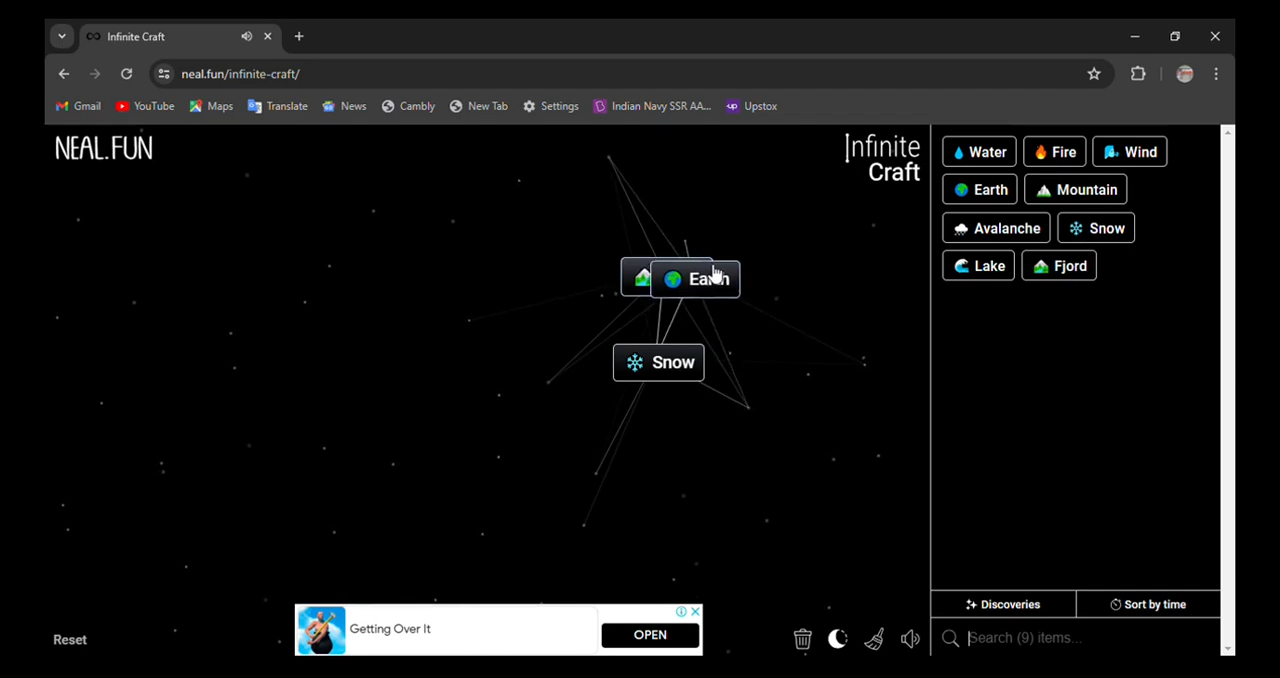 Infinite Craft
neal.fun/infinite-craft/
Gmail YouTube Maps Translate News Cambly New Tab Settings Indian Navy SSR AA... Upstox
NEAL.FUN
Infinite
Craft
Water Fire Wind
Earth Mountain
Avalanche Snow
Lake Fjord
Earth
Snow
Discoveries Sort by time
Getting Over It
OPEN
Reset
Search (9) items...